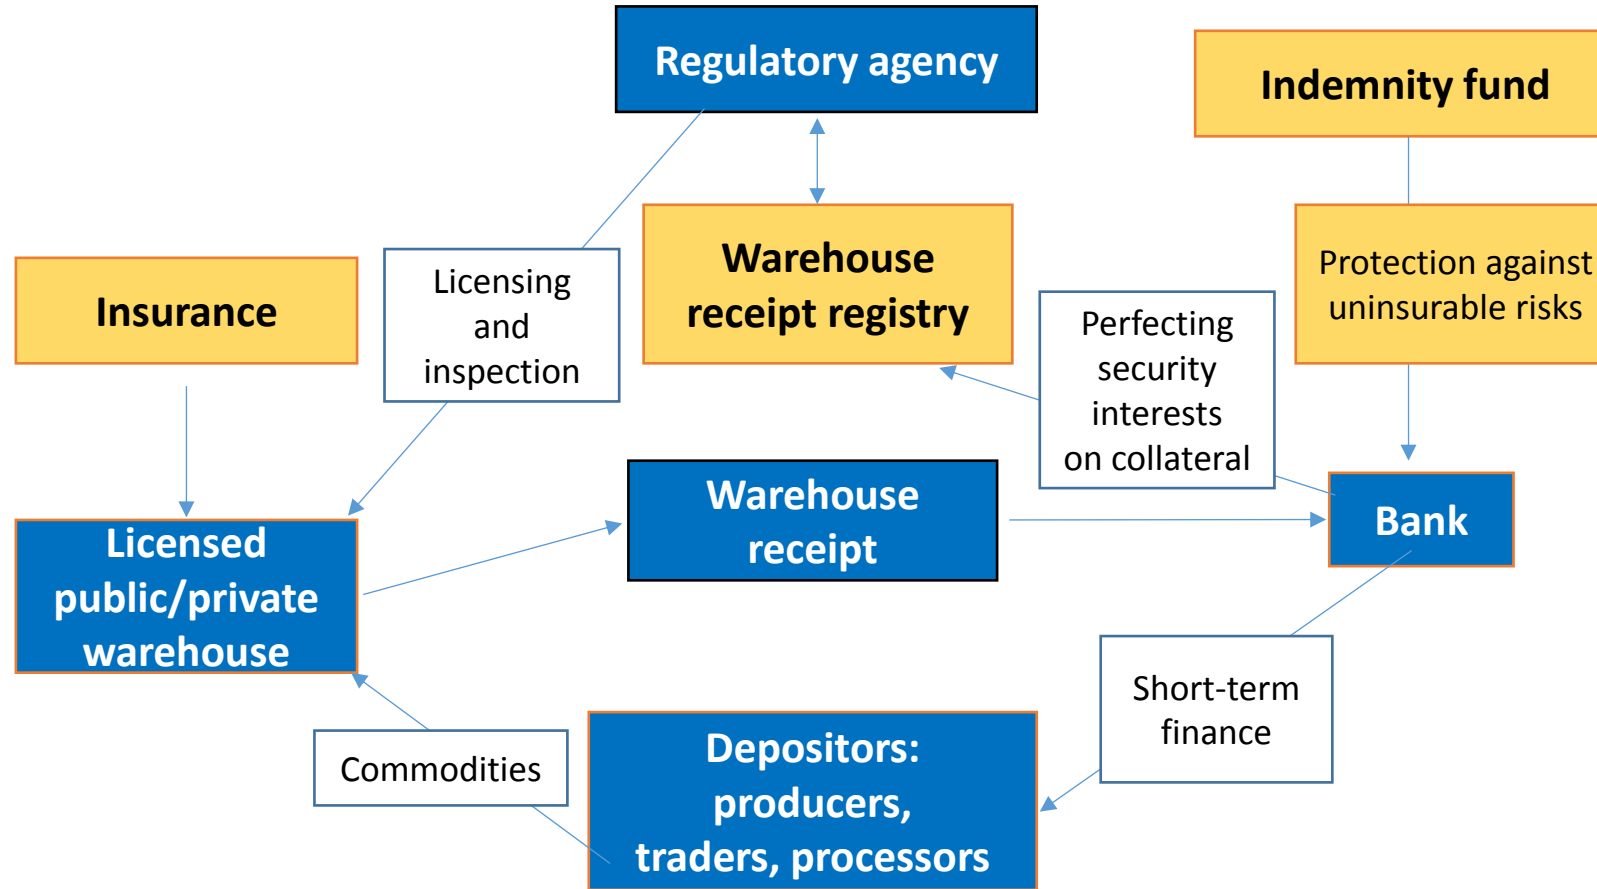 Regulatory agency
Indemnity fund
Insurance
Licensing
and
inspection
Warehouse
receipt registry
Perfecting
security
interests
on collateral
Protection against
uninsurable risks
Licensed
public/private
warehouse
Warehouse
receipt
Bank
Commodities
Depositors:
producers,
traders, processors
Short-term
finance